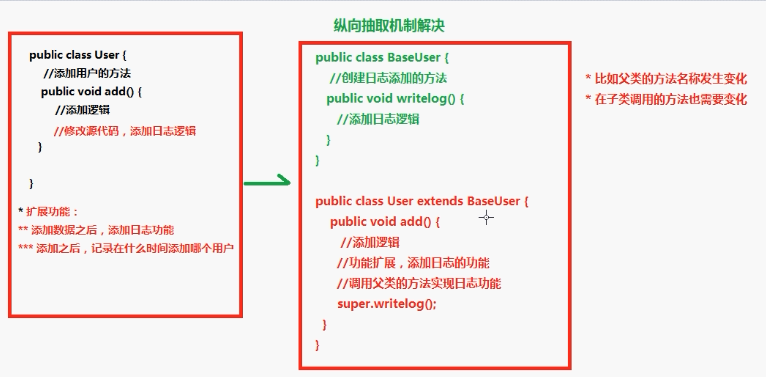 纵向抽取机制解决
public class User {
//添加用户的方法
public void add() {
//添加逻辑
//修改源代码，添加日志逻辑
}
}
* 扩展功能：
** 添加数据之后，添加日志功能
*** 添加之后，记录在什么时间添加哪个用户
public class BaseUser {
//创建日志添加的方法
public void writelog() {
//添加日志逻辑
}
}
public class User extends BaseUser {
public void add() {
//添加逻辑
//功能扩展，添加日志的功能
//调用父类的方法实现日志功能
super.writelog();
}
}
* 比如父类的方法名称发生变化
* 在子类调用的方法也需要变化